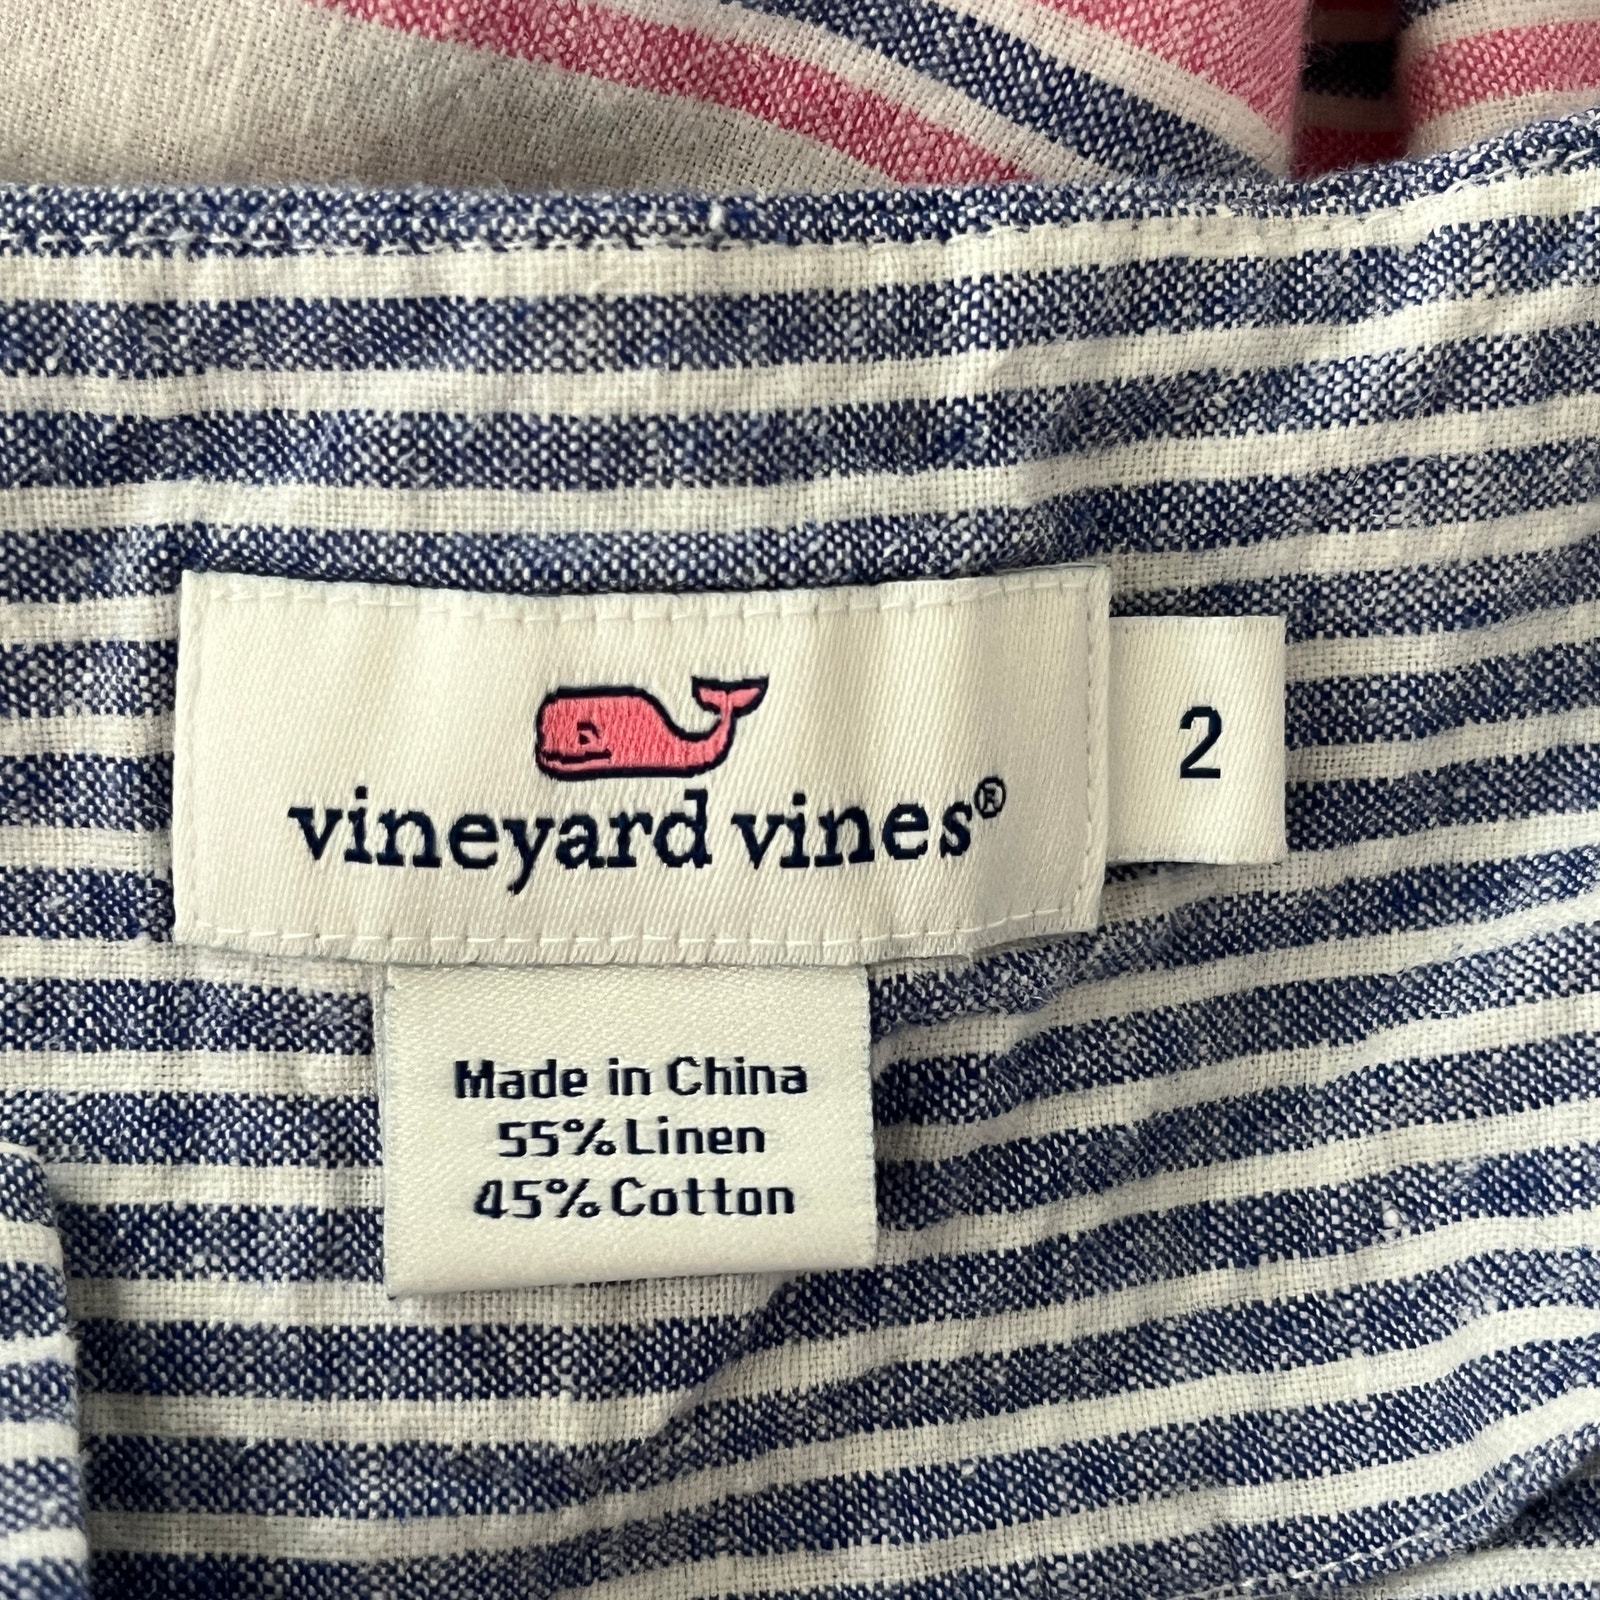 vineyard vines®
2
Made in China
55% Linen
45% Cotton